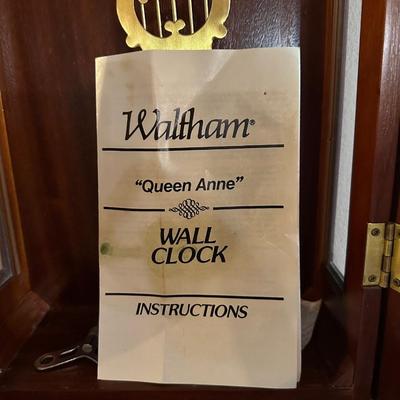 Waltham®
"Queen Anne"
WALL
CLOCK
INSTRUCTIONS